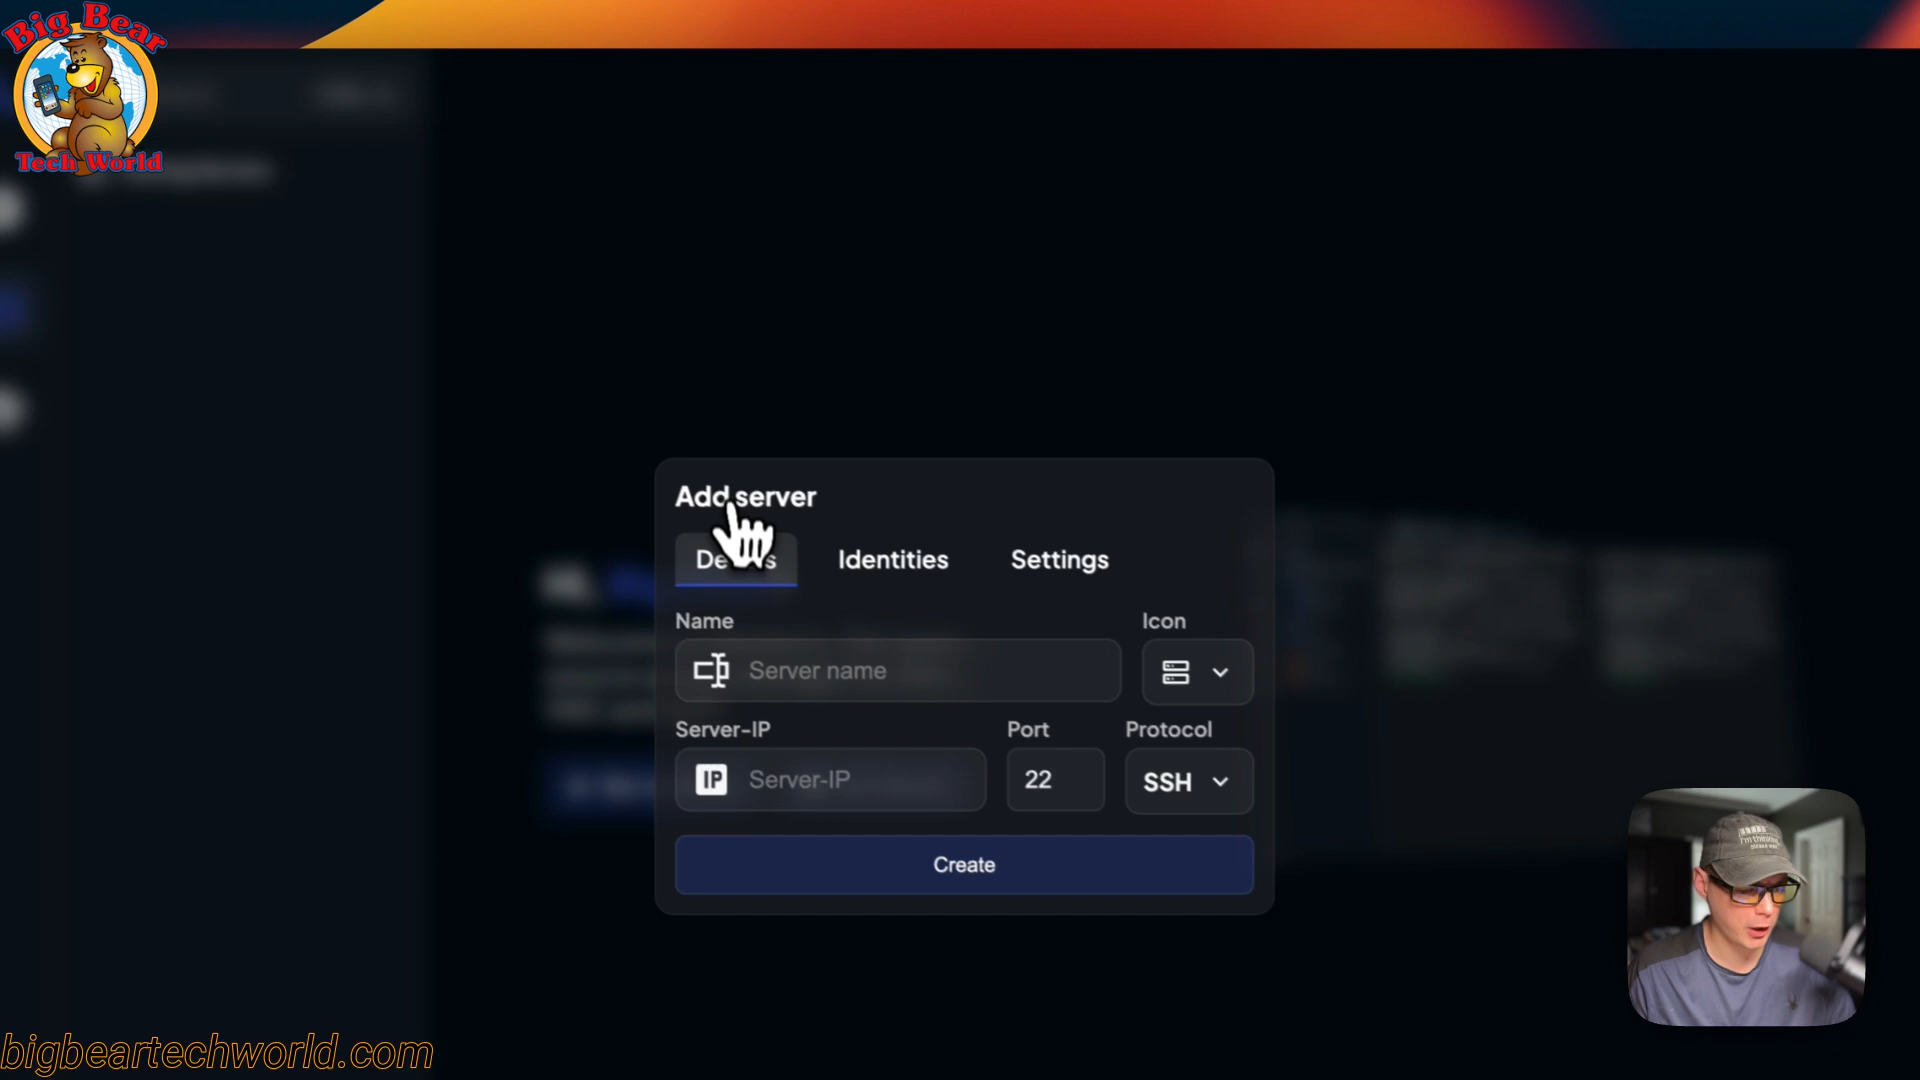 Big Bear
Tech World
Add server
Identities
Settings
Name
Icon
Server name
Server-IP
Port
Protocol
IP
Server-IP
22
SSH
Create
bigbeartechworld.com